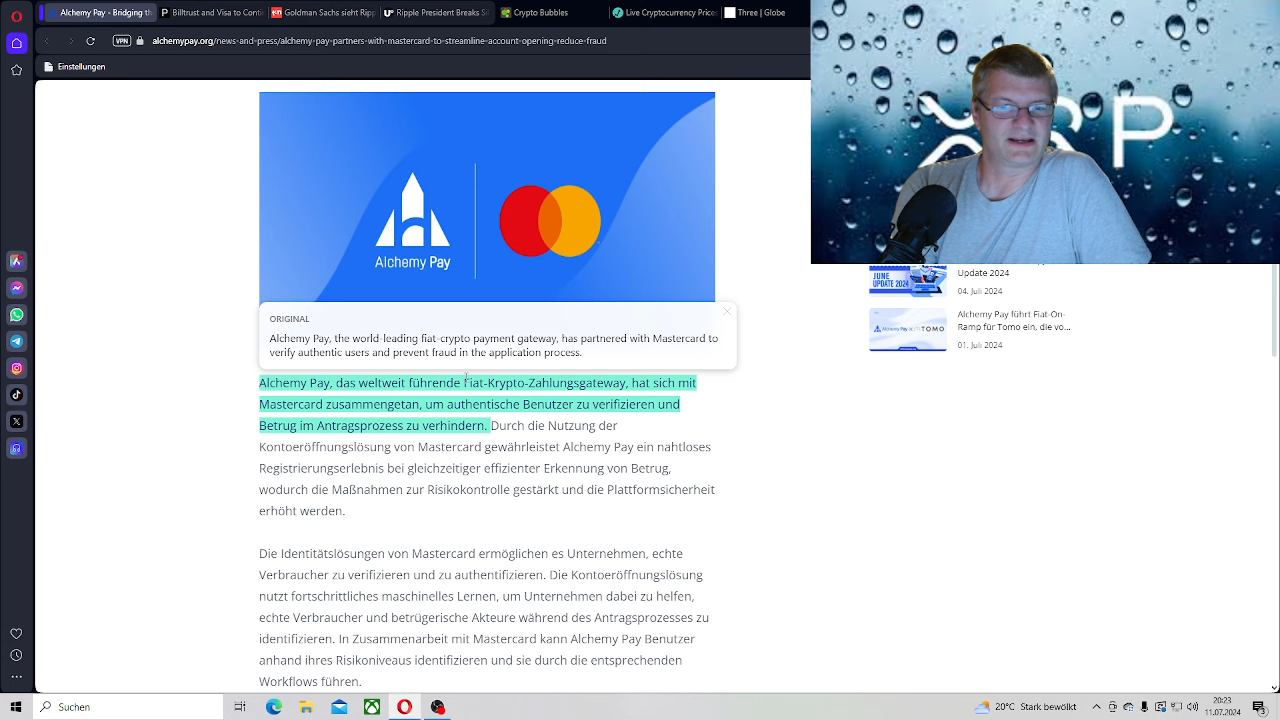 Alchemy Pay - Bridging th
Billtrust and Visa to Conti
Goldman Sachs sieht Ripp
Ripple President Breaks Si
Crypto Bubbles
Live Cryptocurrency Price
Three | Globe
VPN
alchemypay.org/news-and-press/alchemy-pay-partners-with-mastercard-to-streamline-account-opening-reduce-fraud
Einstellungen
XRP
Alchemy Pay
JUNE
UPDATE 2024
Update 2024
04. Juli 2024
Alchemy Pay
TOMO
Alchemy Pay führt Fiat-On-
Ramp für Tomo ein, die vo...
01. Juli 2024
ORIGINAL
Alchemy Pay, the world-leading fiat-crypto payment gateway, has partnered with Mastercard to
verify authentic users and prevent fraud in the application process.
Alchemy Pay, das weltweit führende Fiat-Krypto-Zahlungsgateway, hat sich mit
Mastercard zusammengetan, um authentische Benutzer zu verifizieren und
Betrug im Antragsprozess zu verhindern. Durch die Nutzung der
Kontoeröffnungslösung von Mastercard gewährleistet Alchemy Pay ein nahtloses
Registrierungserlebnis bei gleichzeitiger effizienter Erkennung von Betrug,
wodurch die Maßnahmen zur Risikokontrolle gestärkt und die Plattformsicherheit
erhöht werden.
Die Identitätslösungen von Mastercard ermöglichen es Unternehmen, echte
Verbraucher zu verifizieren und zu authentifizieren. Die Kontoeröffnungslösung
nutzt fortschrittliches maschinelles Lernen, um Unternehmen dabei zu helfen,
echte Verbraucher und betrügerische Akteure während des Antragsprozesses zu
identifizieren. In Zusammenarbeit mit Mastercard kann Alchemy Pay Benutzer
anhand ihres Risikoniveaus identifizieren und sie durch die entsprechenden
Workflows führen.
Suchen
20°C Stark bewölkt
20:23
11.07.2024